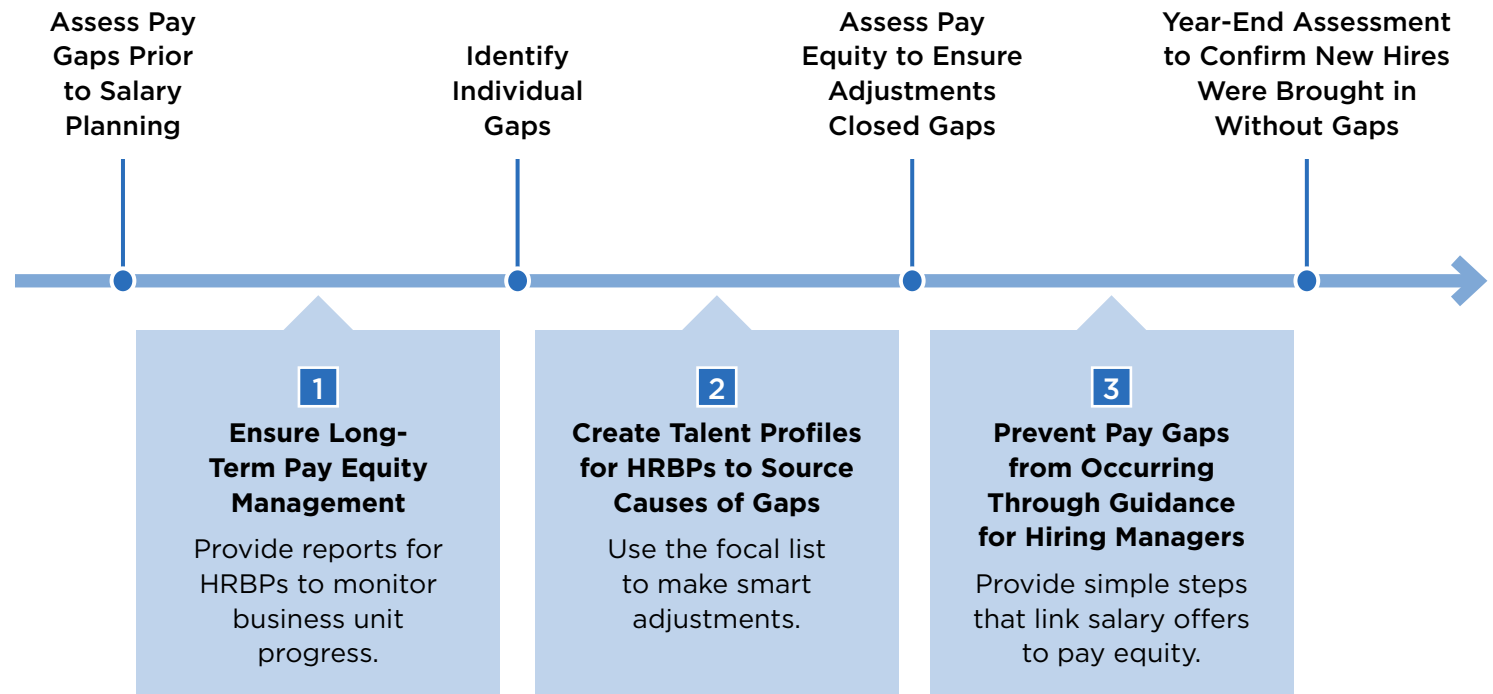 Assess Pay
Gaps Prior
to Salary
Planning
Identify
Individual
Gaps
Assess Pay
Equity to Ensure
Adjustments
Closed Gaps
Year-End Assessment
to Confirm New Hires
Were Brought in
Without Gaps
1
Ensure Long-
Term Pay Equity
Management
Provide reports for
HRBPs to monitor
business unit
progress.
2
Create Talent Profiles
for HRBPs to Source
Causes of Gaps
Use the focal list
to make smart
adjustments.
3
Prevent Pay Gaps
from Occurring
Through Guidance
for Hiring Managers
Provide simple steps
that link salary offers
to pay equity.